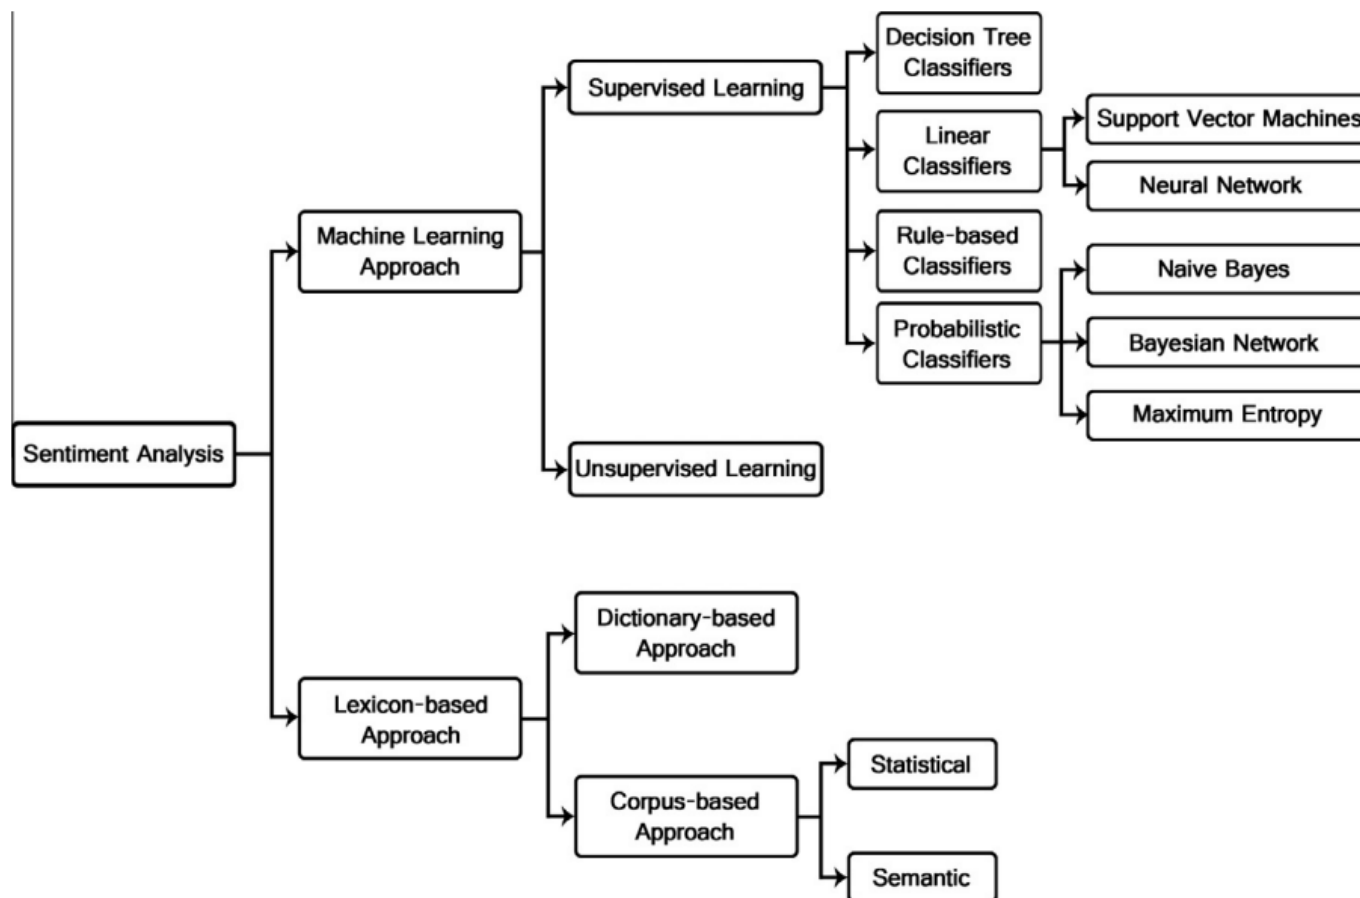 Decision Tree
Classifiers
Supervised Learning
Support Vector Machines
Linear
Classifiers
Neural Network
Machine Learning
Approach
Rule-based
Classifiers
Naive Bayes
Probabilistic
Classifiers
Bayesian Network
Maximum Entropy
Sentiment Analysis
Unsupervised Learning
Dictionary-based
Approach
Lexicon-based
Approach
Statistical
Corpus-based
Approach
Semantic